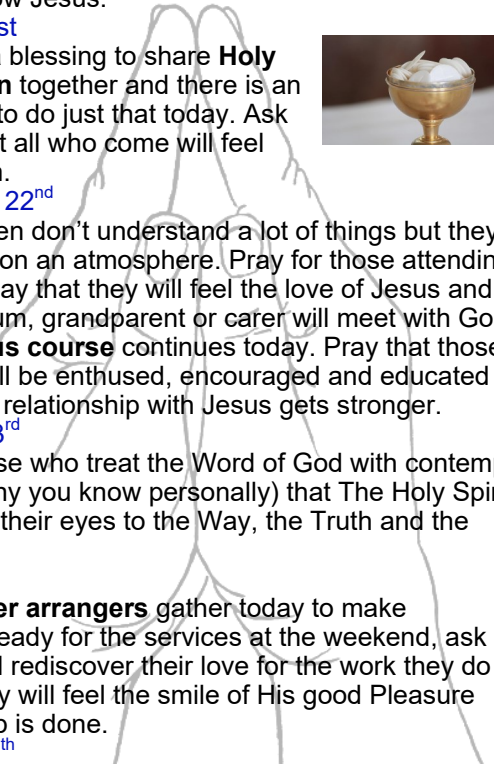 ow Jesus.
st
a blessing to share Holy
n together and there is an
to do just that today. Ask
t all who come will feel
n.
22nd
en don’t understand a lot of things but they
on an atmosphere. Pray for those attendin
ay that they will feel the love of Jesus and
um, grandparent or carer will meet with Go
us course continues today. Pray that those
ll be enthused, encouraged and educated
relationship with Jesus gets stronger.
3rd
se who treat the Word of God with contemp
ny you know personally) that The Holy Spir
their eyes to the Way, the Truth and the
er arrangers gather today to make
eady for the services at the weekend, ask
l rediscover their love for the work they do
y will feel the smile of His good Pleasure
b is done.
th